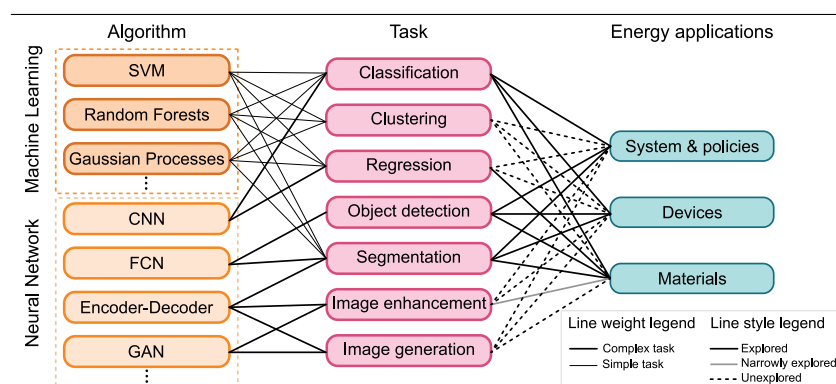 Algorithm
Task
Energy applications
Machine Learning
SVM
Random Forests
Gaussian Processes
⋮
Neural Network
CNN
FCN
Encoder-Decoder
GAN
⋮
Classification
Clustering
Regression
Object detection
Segmentation
Image enhancement
Image generation
System & policies
Devices
Materials
Line weight legend
Complex task
Simple task
Line style legend
Explored
Narrowly explored
Unexplored